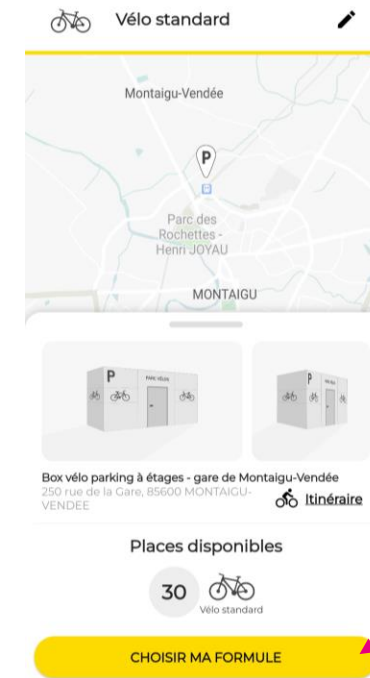 Vélo standard
Montaigu-Vendée
P
Parc des
Rochettes -
Henri JOYAU
MONTAIGU
P
PARC VÉLOS
P
Box vélo parking à étages - gare de Montaigu-Vendée
250 rue de la Gare, 85600 MONTAIGU-
VENDEE
Itinéraire
Places disponibles
30
Vélo standard
CHOISIR MA FORMULE